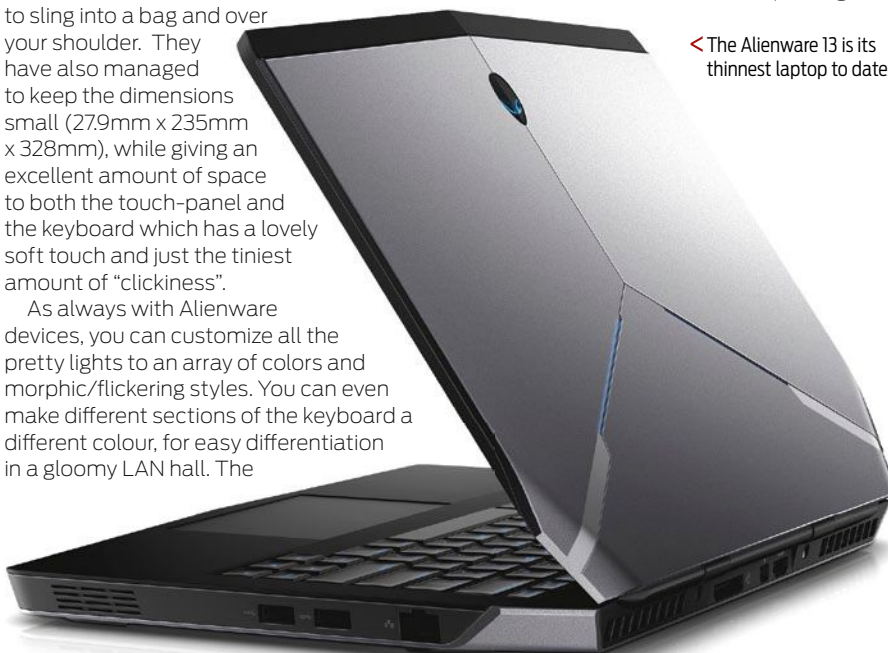 to sling into a bag and over
your shoulder. They
have also managed
to keep the dimensions
small (27.9mm x 235mm
x 328mm), while giving an
excellent amount of space
to both the touch-panel and
the keyboard which has a lovely
soft touch and just the tiniest
amount of “clickiness”.
As always with Alienware
devices, you can customize all the
pretty lights to an array of colors and
morphic/flickering styles. You can even
make different sections of the keyboard a
different colour, for easy differentiation
in a gloomy LAN hall. The
< The Alienware 13 is its
thinnest laptop to date